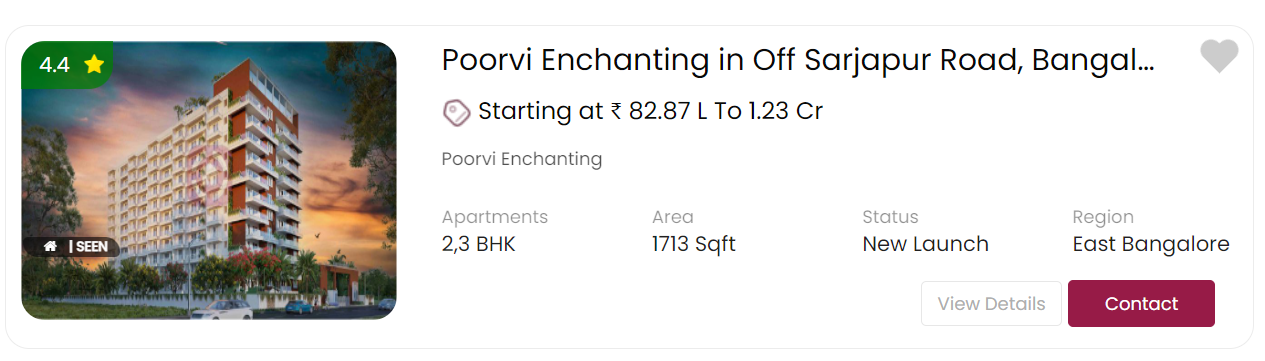 4.4
Poorvi Enchanting in Off Sarjapur Road, Bangal...
Starting at ₹ 82.87 L To 1.23 Cr
Poorvi Enchanting
Apartments Area Status Region
2,3 BHK 1713 Sqft New Launch East Bangalore
| SEEN
View Details Contact